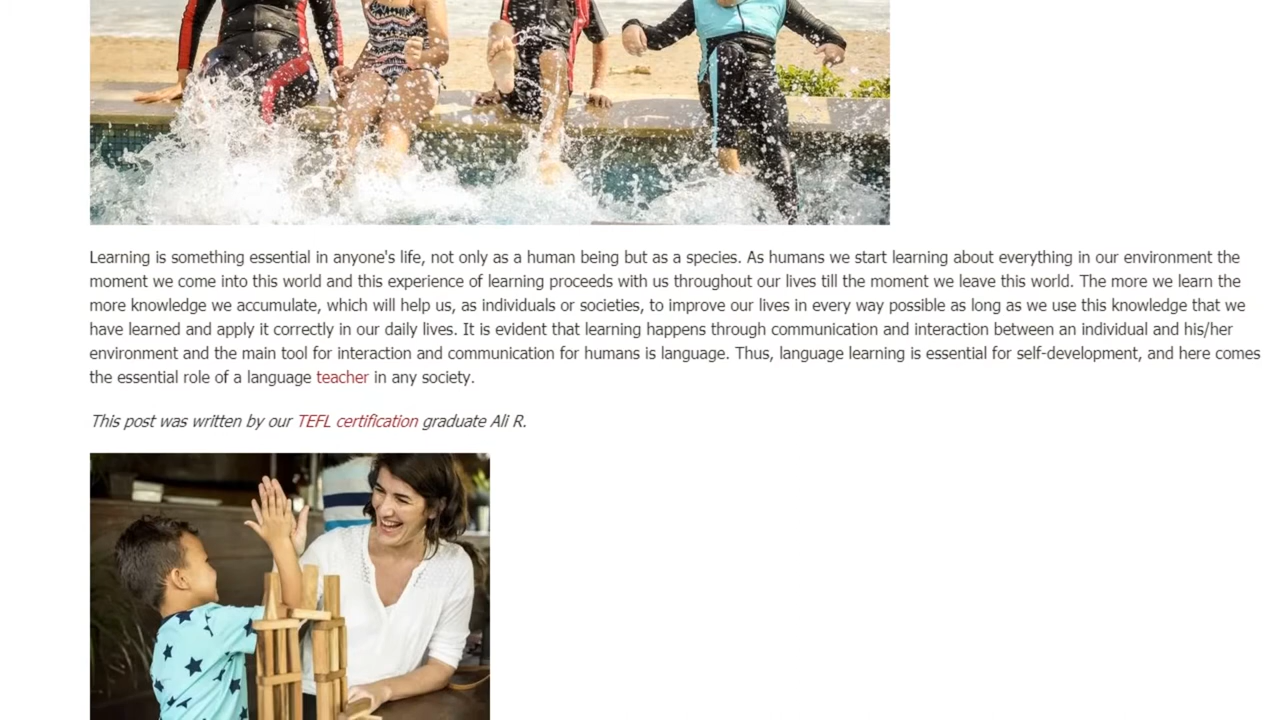 Learning is something essential in anyone's life, not only as a human being but as a species. As humans we start learning about everything in our environment the
moment we come into this world and this experience of learning proceeds with us throughout our lives till the moment we leave this world. The more we learn the
more knowledge we accumulate, which will help us, as individuals or societies, to improve our lives in every way possible as long as we use this knowledge that we
have learned and apply it correctly in our daily lives. It is evident that learning happens through communication and interaction between an individual and his/her
environment and the main tool for interaction and communication for humans is language. Thus, language learning is essential for self-development, and here comes
the essential role of a language teacher in any society.
This post was written by our TEFL certification graduate Ali R.